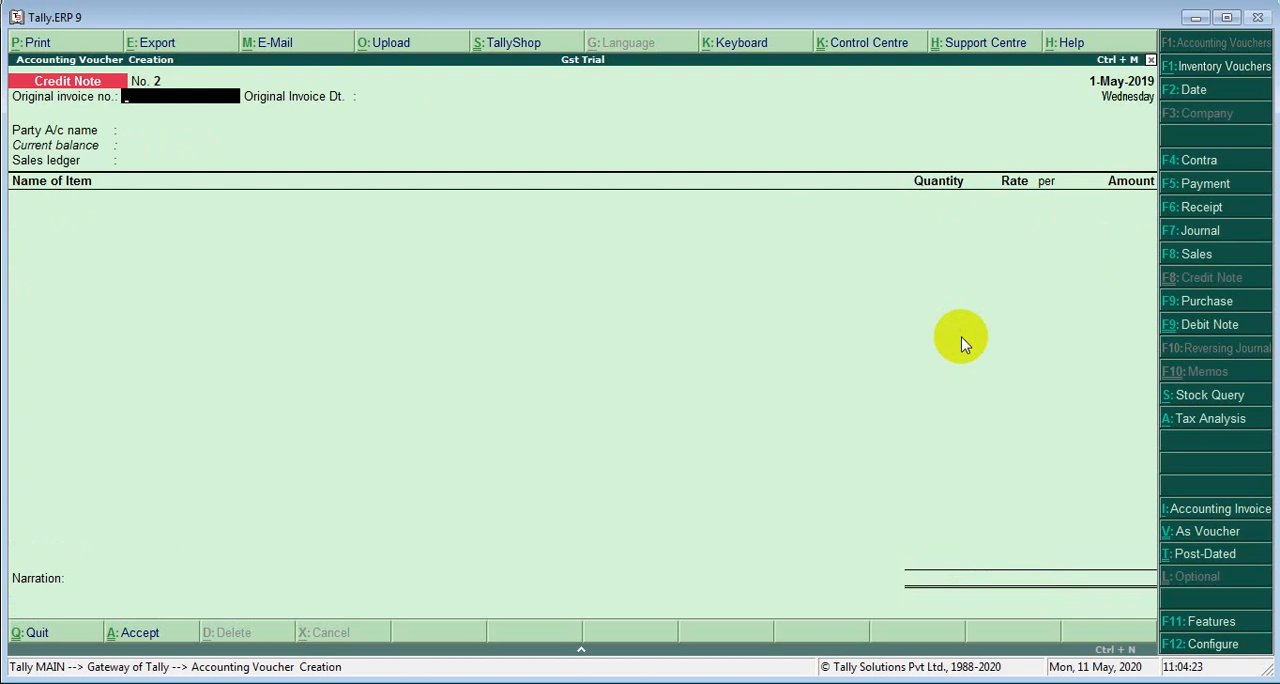 Tally.ERP 9
P: Print E: Export M: E-Mail O: Upload S: TallyShop G: Language K: Keyboard K: Control Centre H: Support Centre H: Help
Accounting Voucher Creation Gst Trial Ctrl + M
Credit Note No. 2 1-May-2019
Original invoice no.: Original Invoice Dt. : Wednesday
Party A/c name :
Current balance :
Sales ledger :
Name of Item Quantity Rate per Amount
Narration:
F1: Accounting Vouchers
F1: Inventory Vouchers
F2: Date
F3: Company
F4: Contra
F5: Payment
F6: Receipt
F7: Journal
F8: Sales
F8: Credit Note
F9: Purchase
F9: Debit Note
F10: Reversing Journal
F10: Memos
S: Stock Query
A: Tax Analysis
I: Accounting Invoice
V: As Voucher
T: Post-Dated
L: Optional
F11: Features
F12: Configure
Q: Quit A: Accept D: Delete X: Cancel
Ctrl + N
Tally MAIN --> Gateway of Tally --> Accounting Voucher Creation © Tally Solutions Pvt Ltd., 1988-2020 Mon, 11 May, 2020 11:04:23